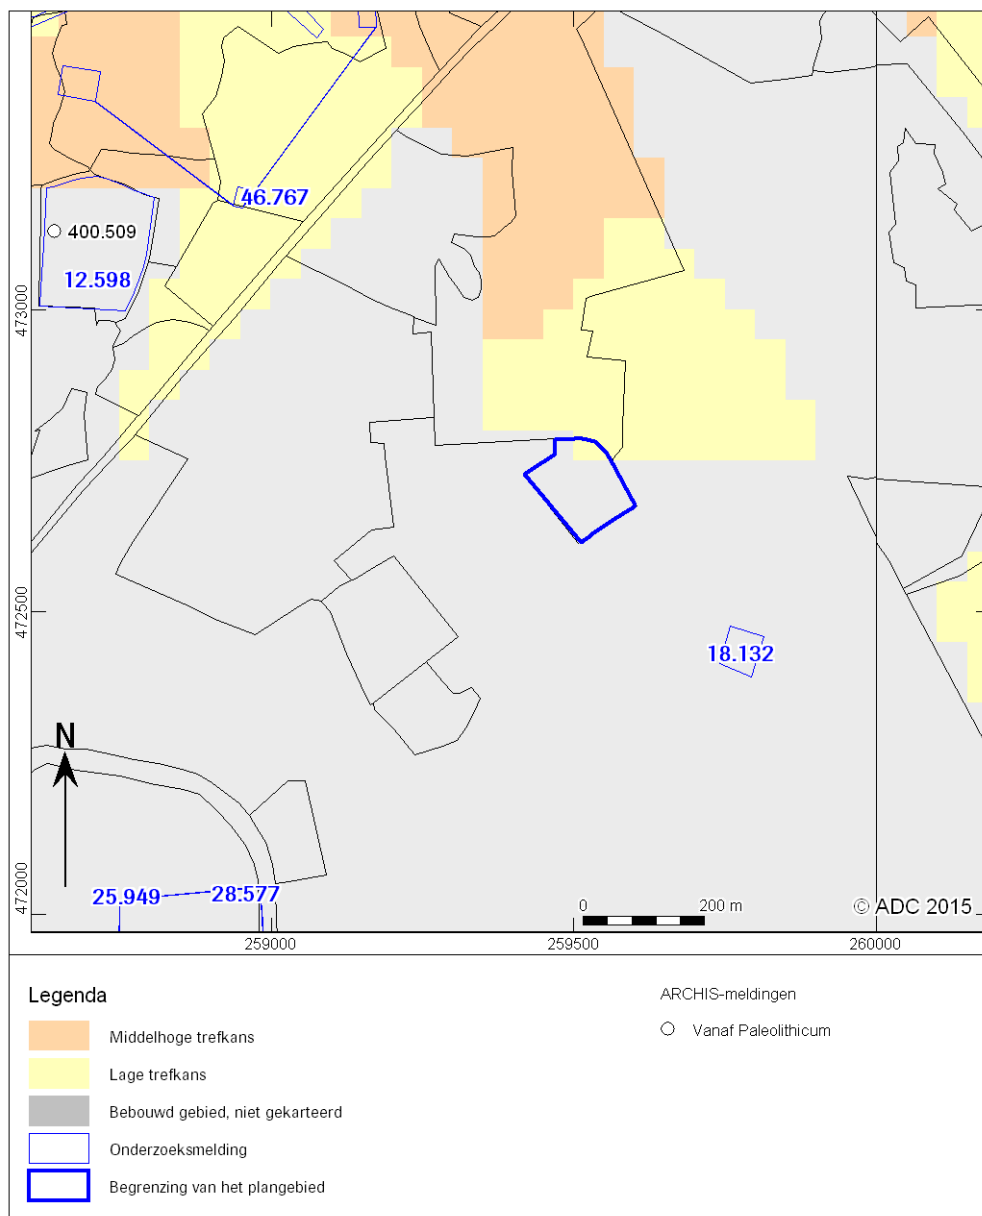 46.767
400.509
12.598
473000
472500
18.132
N
25.949
28.577
472000
0
200 m
© ADC 2015
259000
259500
260000
Legenda
ARCHIS-meldingen
Middelhoge trefkans
Vanaf Paleolithicum
Lage trefkans
Bebouwd gebied, niet gekarteerd
Onderzoeksmelding
Begrenzing van het plangebied